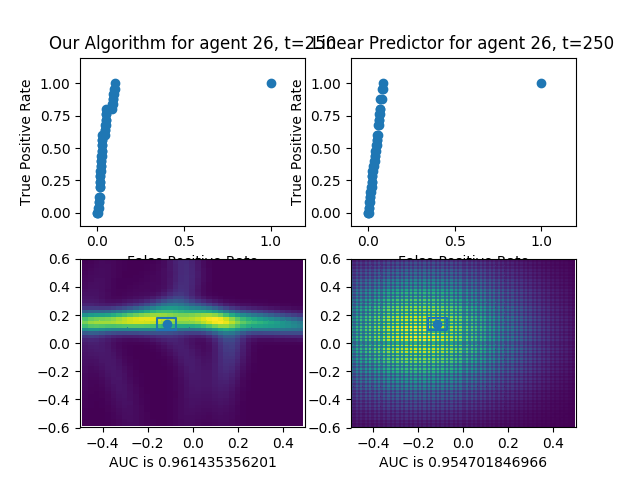 Our Algorithm for agent 26, t=250
Linear Predictor for agent 26, t=250
True Positive Rate
1.00
0.75
0.50
0.25
0.00
0.0 0.5 1.0
False Positive Rate
True Positive Rate
1.00
0.75
0.50
0.25
0.00
0.0 0.5 1.0
False Positive Rate
0.6
0.4
0.2
0.0
−0.2
−0.4
−0.6
−0.4 −0.2 0.0 0.2 0.4
AUC is 0.961435356201
0.6
0.4
0.2
0.0
−0.2
−0.4
−0.6
−0.4 −0.2 0.0 0.2 0.4
AUC is 0.954701846966